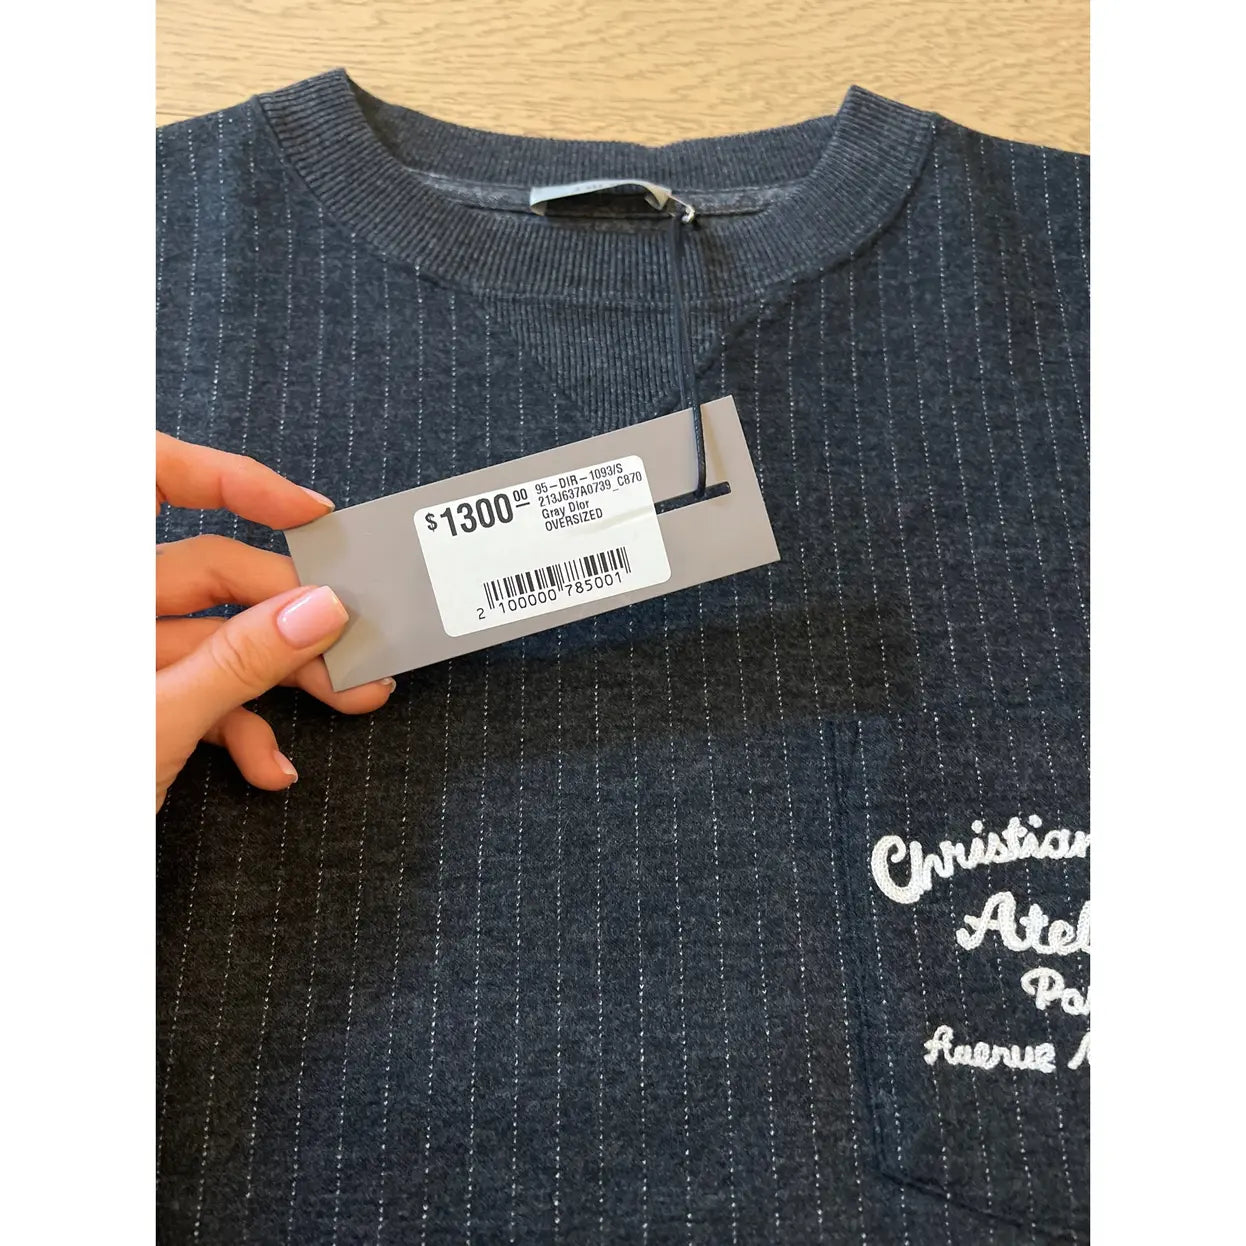 $1300.00
95-DIR-1093/S
213J637A0739_C870
Gray Dior
OVERSIZED
2 100000 785001
Christian
Atel
Pa
Avenue